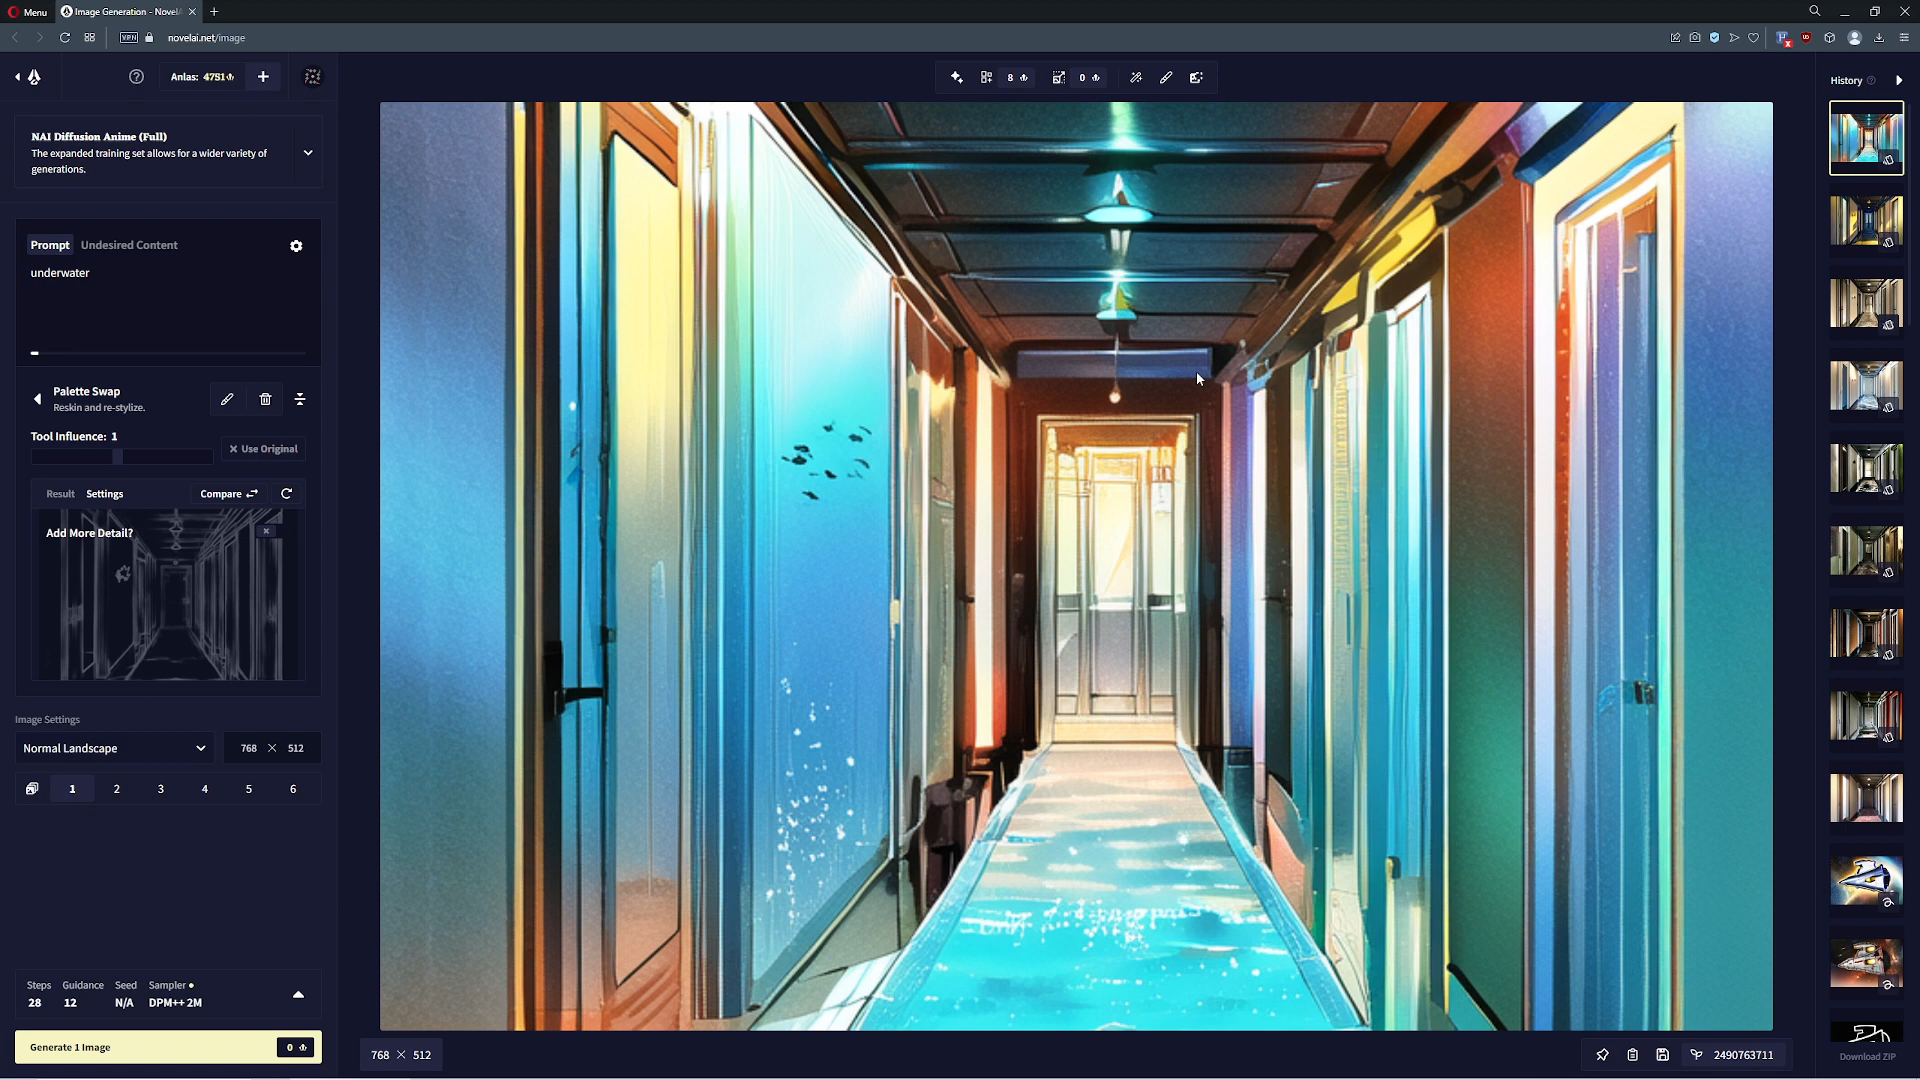 Menu
Image Generation - NovelA
VPN
novelai.net/image
Anlas: 4751
8
0
History
NAI Diffusion Anime (Full)
The expanded training set allows for a wider variety of
generations.
Prompt Undesired Content
underwater
Palette Swap
Reskin and re-stylize.
Tool Influence: 1
Use Original
Result Settings Compare
Add More Detail?
Image Settings
Normal Landscape 768 × 512
1 2 3 4 5 6
Steps Guidance Seed Sampler
28 12 N/A DPM++ 2M
Generate 1 Image 0
768 × 512
2490763711
Download ZIP